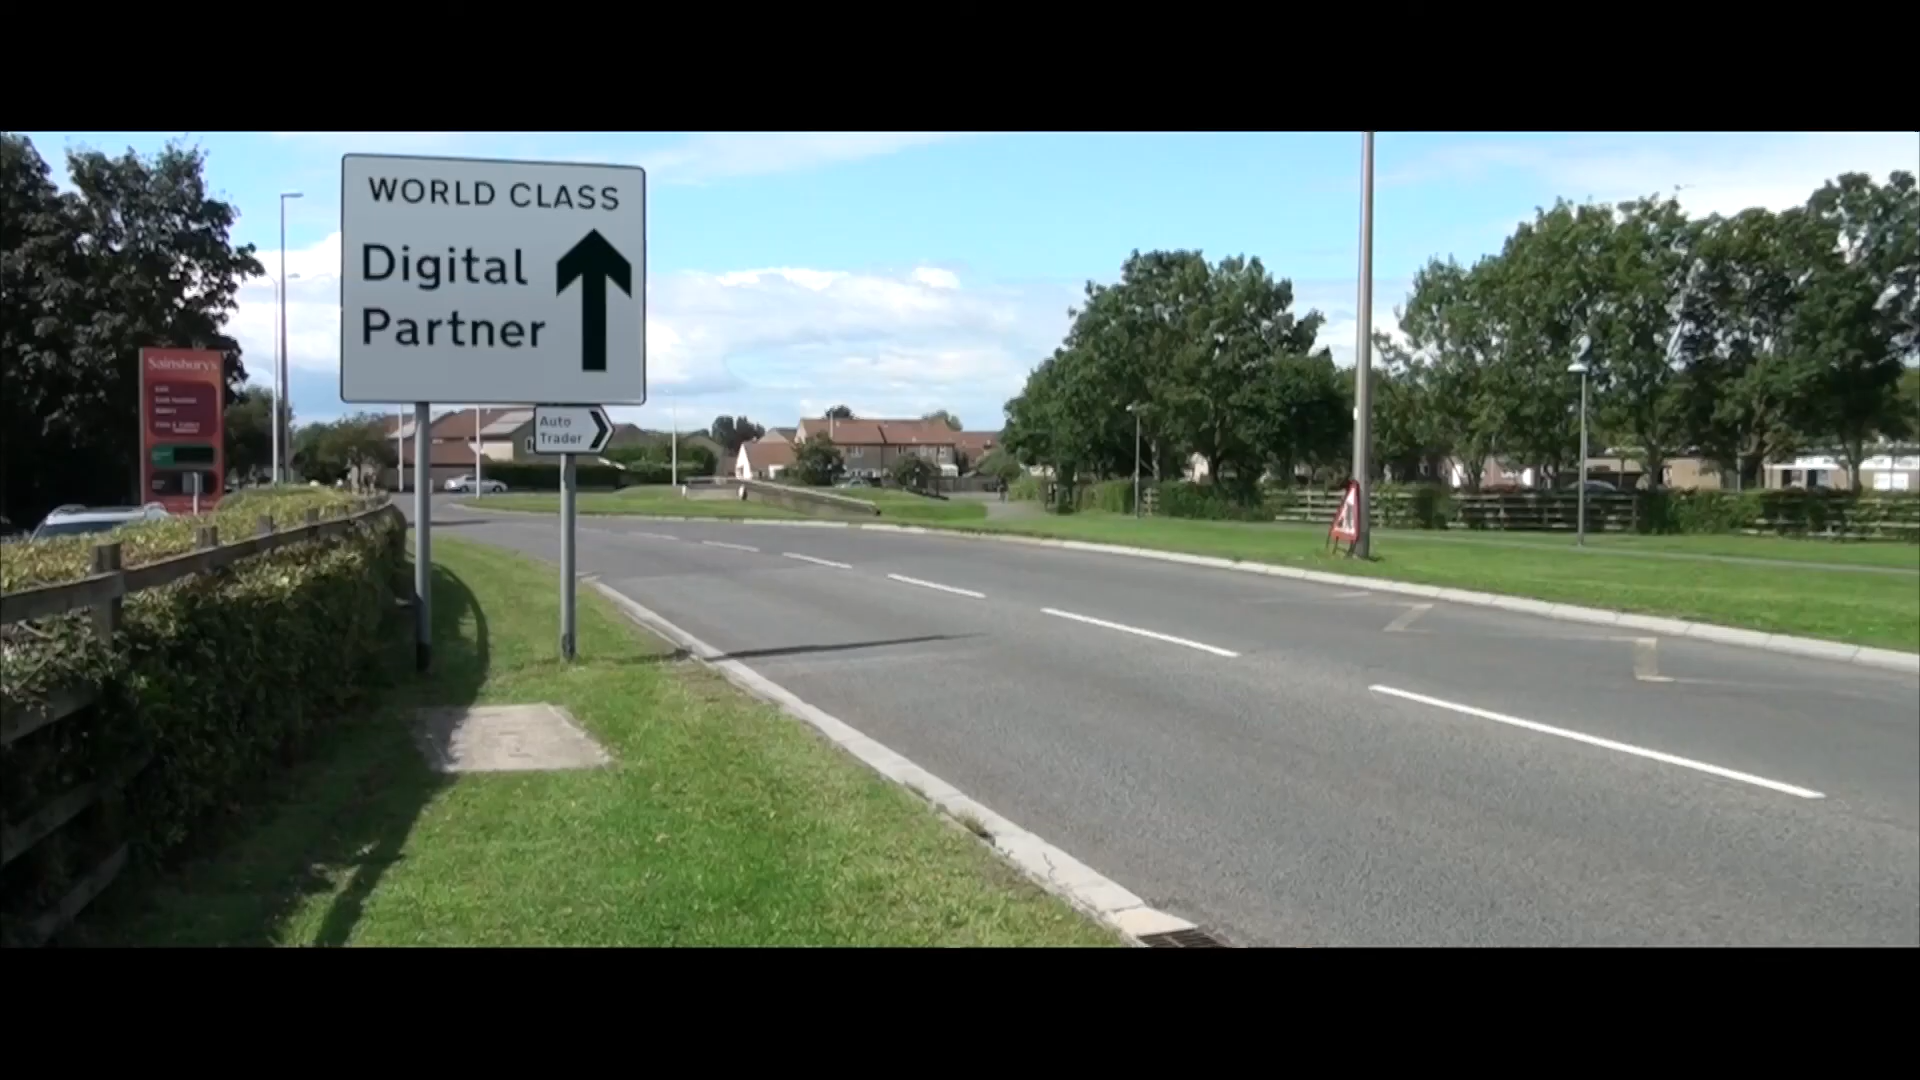 WORLD CLASS
Digital
Partner
Auto
Trader
Sainsbury's